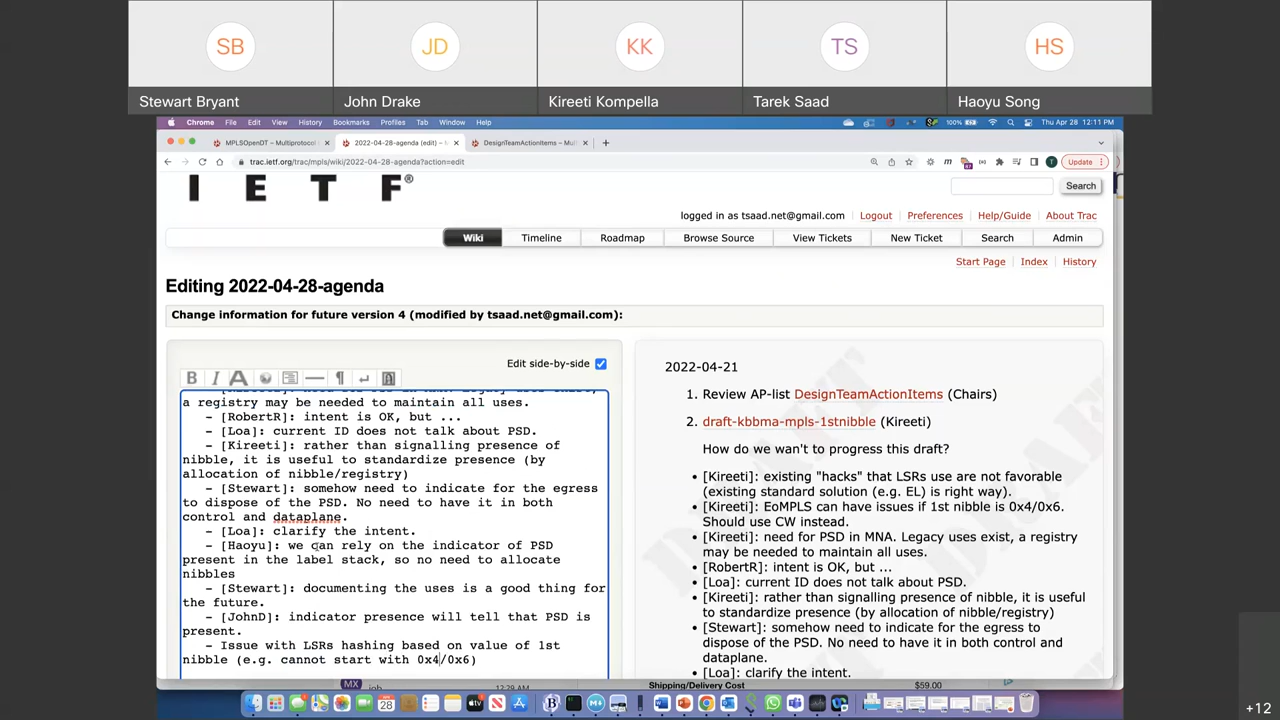 SB
JD
KK
TS
HS
Stewart Bryant
John Drake
Kireeti Kompella
Tarek Saad
Haoyu Song
Chrome File Edit View History Bookmarks Profiles Tab Window Help
100%
Thu Apr 28 12:11 PM
MPLSOpenDT – Multiprotocol
2022-04-28-agenda (edit) –
DesignTeamActionItems – Mul
trac.ietf.org/trac/mpls/wiki/2022-04-28-agenda?action=edit
Update
I E T F®
Search
logged in as tsaad.net@gmail.com
Logout
Preferences
Help/Guide
About Trac
Wiki
Timeline
Roadmap
Browse Source
View Tickets
New Ticket
Search
Admin
Start Page
Index
History
Editing 2022-04-28-agenda
Change information for future version 4 (modified by tsaad.net@gmail.com):
Edit side-by-side
B I A
a registry may be needed to maintain all uses.
- [RobertR]: intent is OK, but ...
- [Loa]: current ID does not talk about PSD.
- [Kireeti]: rather than signalling presence of
nibble, it is useful to standardize presence (by
allocation of nibble/registry)
- [Stewart]: somehow need to indicate for the egress
to dispose of the PSD. No need to have it in both
control and dataplane.
- [Loa]: clarify the intent.
- [Haoyu]: we can rely on the indicator of PSD
present in the label stack, so no need to allocate
nibbles
- [Stewart]: documenting the uses is a good thing for
the future.
- [JohnD]: indicator presence will tell that PSD is
present.
- Issue with LSRs hashing based on value of 1st
nibble (e.g. cannot start with 0x4/0x6)
2022-04-21
1. Review AP-list DesignTeamActionItems (Chairs)
2. draft-kbbma-mpls-1stnibble (Kireeti)
How do we wan't to progress this draft?
• [Kireeti]: existing "hacks" that LSRs use are not favorable
(existing standard solution (e.g. EL) is right way).
• [Kireeti]: EoMPLS can have issues if 1st nibble is 0x4/0x6.
Should use CW instead.
• [Kireeti]: need for PSD in MNA. Legacy uses exist, a registry
may be needed to maintain all uses.
• [RobertR]: intent is OK, but ...
• [Loa]: current ID does not talk about PSD.
• [Kireeti]: rather than signalling presence of nibble, it is useful
to standardize presence (by allocation of nibble/registry)
• [Stewart]: somehow need to indicate for the egress to
dispose of the PSD. No need to have it in both control and
dataplane.
• [Loa]: clarify the intent.
DRAFT
Shipping/Delivery Cost
$59.00
+12